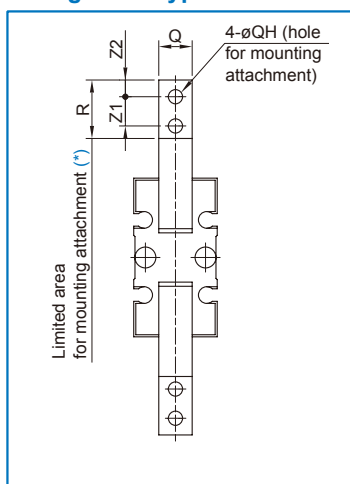 Q
4-øQH (hole
for mounting
attachment)
Z2
R
Z1
Limited area
for mounting attachment (*)